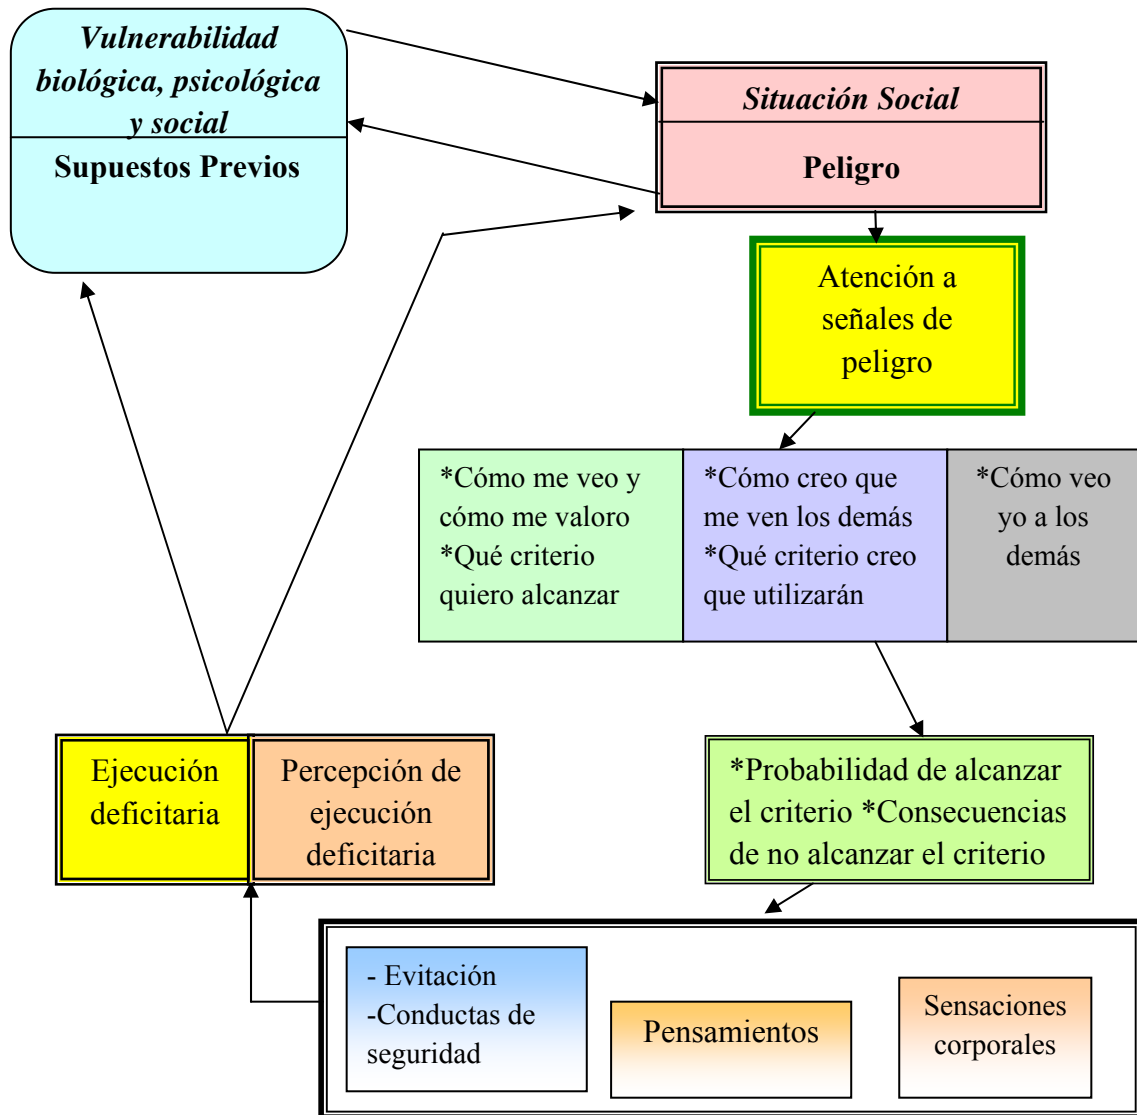 Vulnerabilidad
biológica, psicológica
y social
Supuestos Previos
Situación Social
Peligro
Atención a
señales de
peligro
*Cómo me veo y
cómo me valoro
*Qué criterio
quiero alcanzar
*Cómo creo que
me ven los demás
*Qué criterio creo
que utilizarán
*Cómo veo
yo a los
demás
Ejecución
deficitaria
Percepción de
ejecución
deficitaria
*Probabilidad de alcanzar
el criterio *Consecuencias
de no alcanzar el criterio
- Evitación
-Conductas de
seguridad
Pensamientos
Sensaciones
corporales